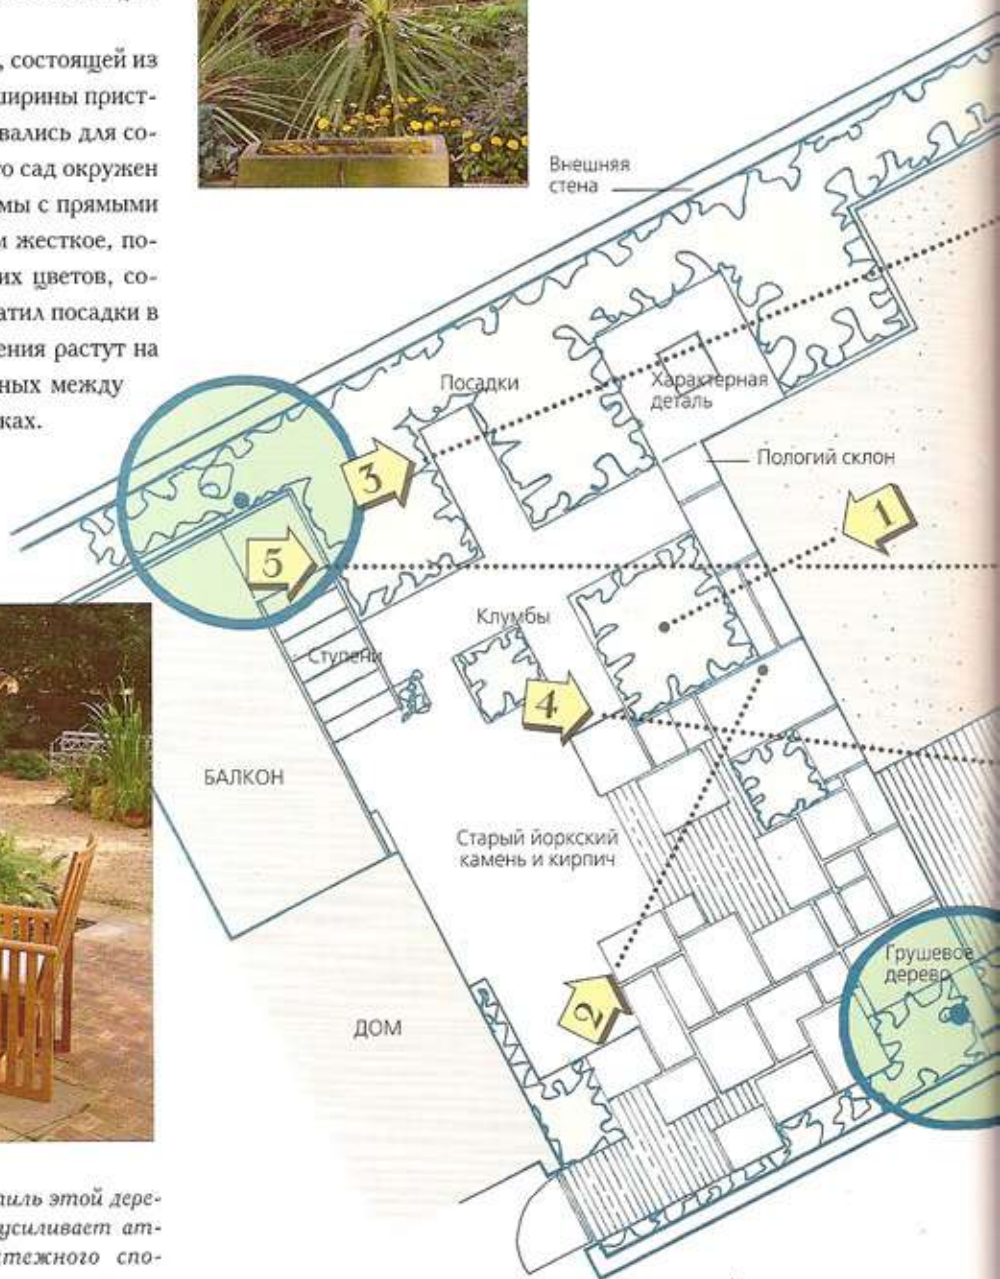 , состоящей из
ширины прист-
вались для со-
о сад окружен
мы с прямыми
и жесткое, по-
их цветов, со-
атил посадки в
ения растут на
ных между
ках.
Внешняя
стена
Посадки
Характерная
деталь
3
Пологий склон
1
5
Клумбы
Ступени
4
БАЛКОН
Старый йоркский
камень и кирпич
Грушевое
дерево
2
ДОМ
иль этой дере-
усиливает ат-
тежного спо-